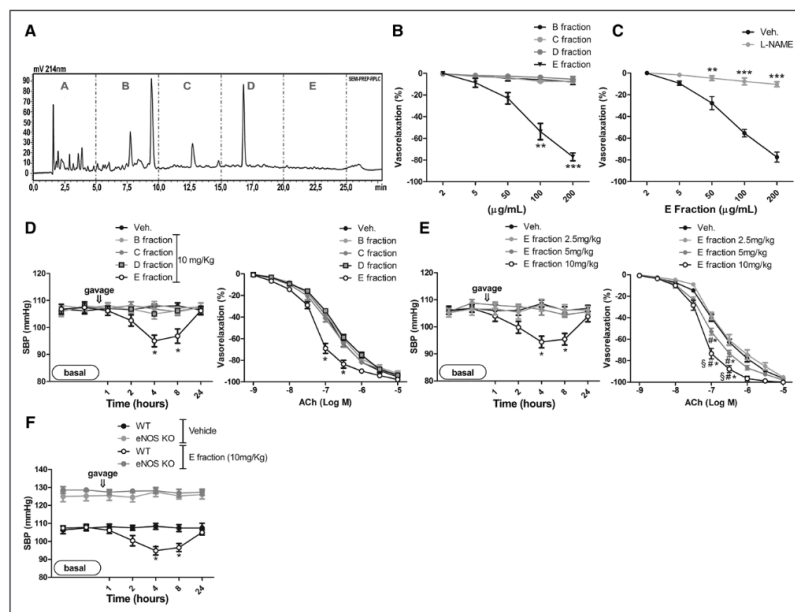 A
mV 214nm
SEMI-PREP-HPLC
A B C D E
90
80
70
60
50
40
30
20
10
0
0,0 2,5 5,0 7,5 10,0 12,5 15,0 17,5 20,0 22,5 25,0 min
B
B fraction
C fraction
D fraction
E fraction
Vasorelaxation (%)
0
-20
-40
-60
-80
-100
**
***
2 5 50 100 200
(μg/mL)
C
Veh.
L-NAME
Vasorelaxation (%)
0
-20
-40
-60
-80
-100
** *** ***
2 5 50 100 200
E Fraction (μg/mL)
D
Veh.
B fraction
C fraction
D fraction
E fraction
10 mg/Kg
gavage
SBP (mmHg)
120
110
100
90
80
* *
basal
1 2 4 8 24
Time (hours)
Veh.
B fraction
C fraction
D fraction
E fraction
Vasorelaxation (%)
0
-20
-40
-60
-80
-100
* *
-9 -8 -7 -6 -5
ACh (Log M)
E
Veh.
E fraction 2.5mg/kg
E fraction 5mg/kg
E fraction 10mg/kg
gavage
SBP (mmHg)
120
110
100
90
80
* *
basal
1 2 4 8 24
Time (hours)
Veh.
E fraction 2.5mg/kg
E fraction 5mg/kg
E fraction 10mg/kg
Vasorelaxation (%)
0
-20
-40
-60
-80
-100
#*
#*
§#*
§#*
-9 -8 -7 -6 -5
ACh (Log M)
F
WT
eNOS KO
Vehicle
WT
eNOS KO
E fraction (10mg/Kg)
gavage
SBP (mmHg)
140
130
120
110
100
90
80
* *
basal
1 2 4 8 24
Time (hours)